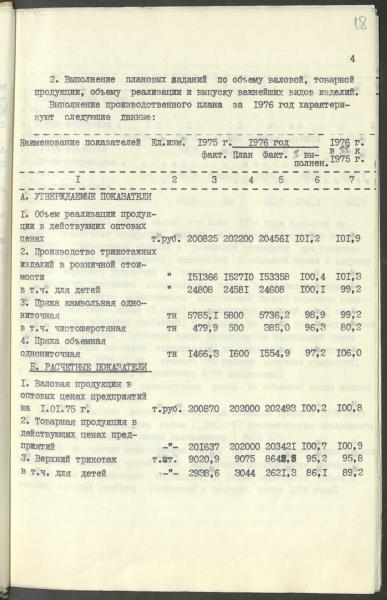 18
4
2. Выполнение плановых заданий по объему валовой, товарной
продукции, объему реализации и выпуску важнейших видов изделий.
Выполнение производственного плана за 1976 год характери-
зуют следующие данные:
Наименование показателей Ед.изм. 1975 г. 1976 год 1976 г.
факт. План Факт. % вы- в %% к
полнен. 1975 г.
1 2 3 4 5 6 7
А. УТВЕРЖДАЕМЫЕ ПОКАЗАТЕЛИ
1. Объем реализации продук-
ции в действующих оптовых
ценах т.руб. 200825 202200 204561 101,2 101,9
2. Производство трикотажных
изделий в розничной стои-
мости " 151366 152710 153358 100,4 101,3
в т.ч. для детей " 24808 24581 24608 100,1 99,2
3. Пряжа камвольная одно-
ниточная тн 5785,1 5800 5736,2 98,9 99,2
в т.ч. чистошерстяная тн 479,9 500 385,0 96,3 80,2
4. Пряжа объемная
однониточная тн 1466,3 1600 1554,9 97,2 106,0
Б. РАСЧЕТНЫЕ ПОКАЗАТЕЛИ
1. Валовая продукция в
оптовых ценах предприятий
на 1.01.75 г. т.руб. 200870 202000 202493 100,2 100,8
2. Товарная продукция в
действующих ценах пред-
приятий -"- 201637 202000 203421 100,7 100,9
3. Верхний трикотаж т.шт. 9020,9 9075 95,2 95,8
в т.ч. для детей -"- 2938,6 3044 2621,3 86,1 89,2